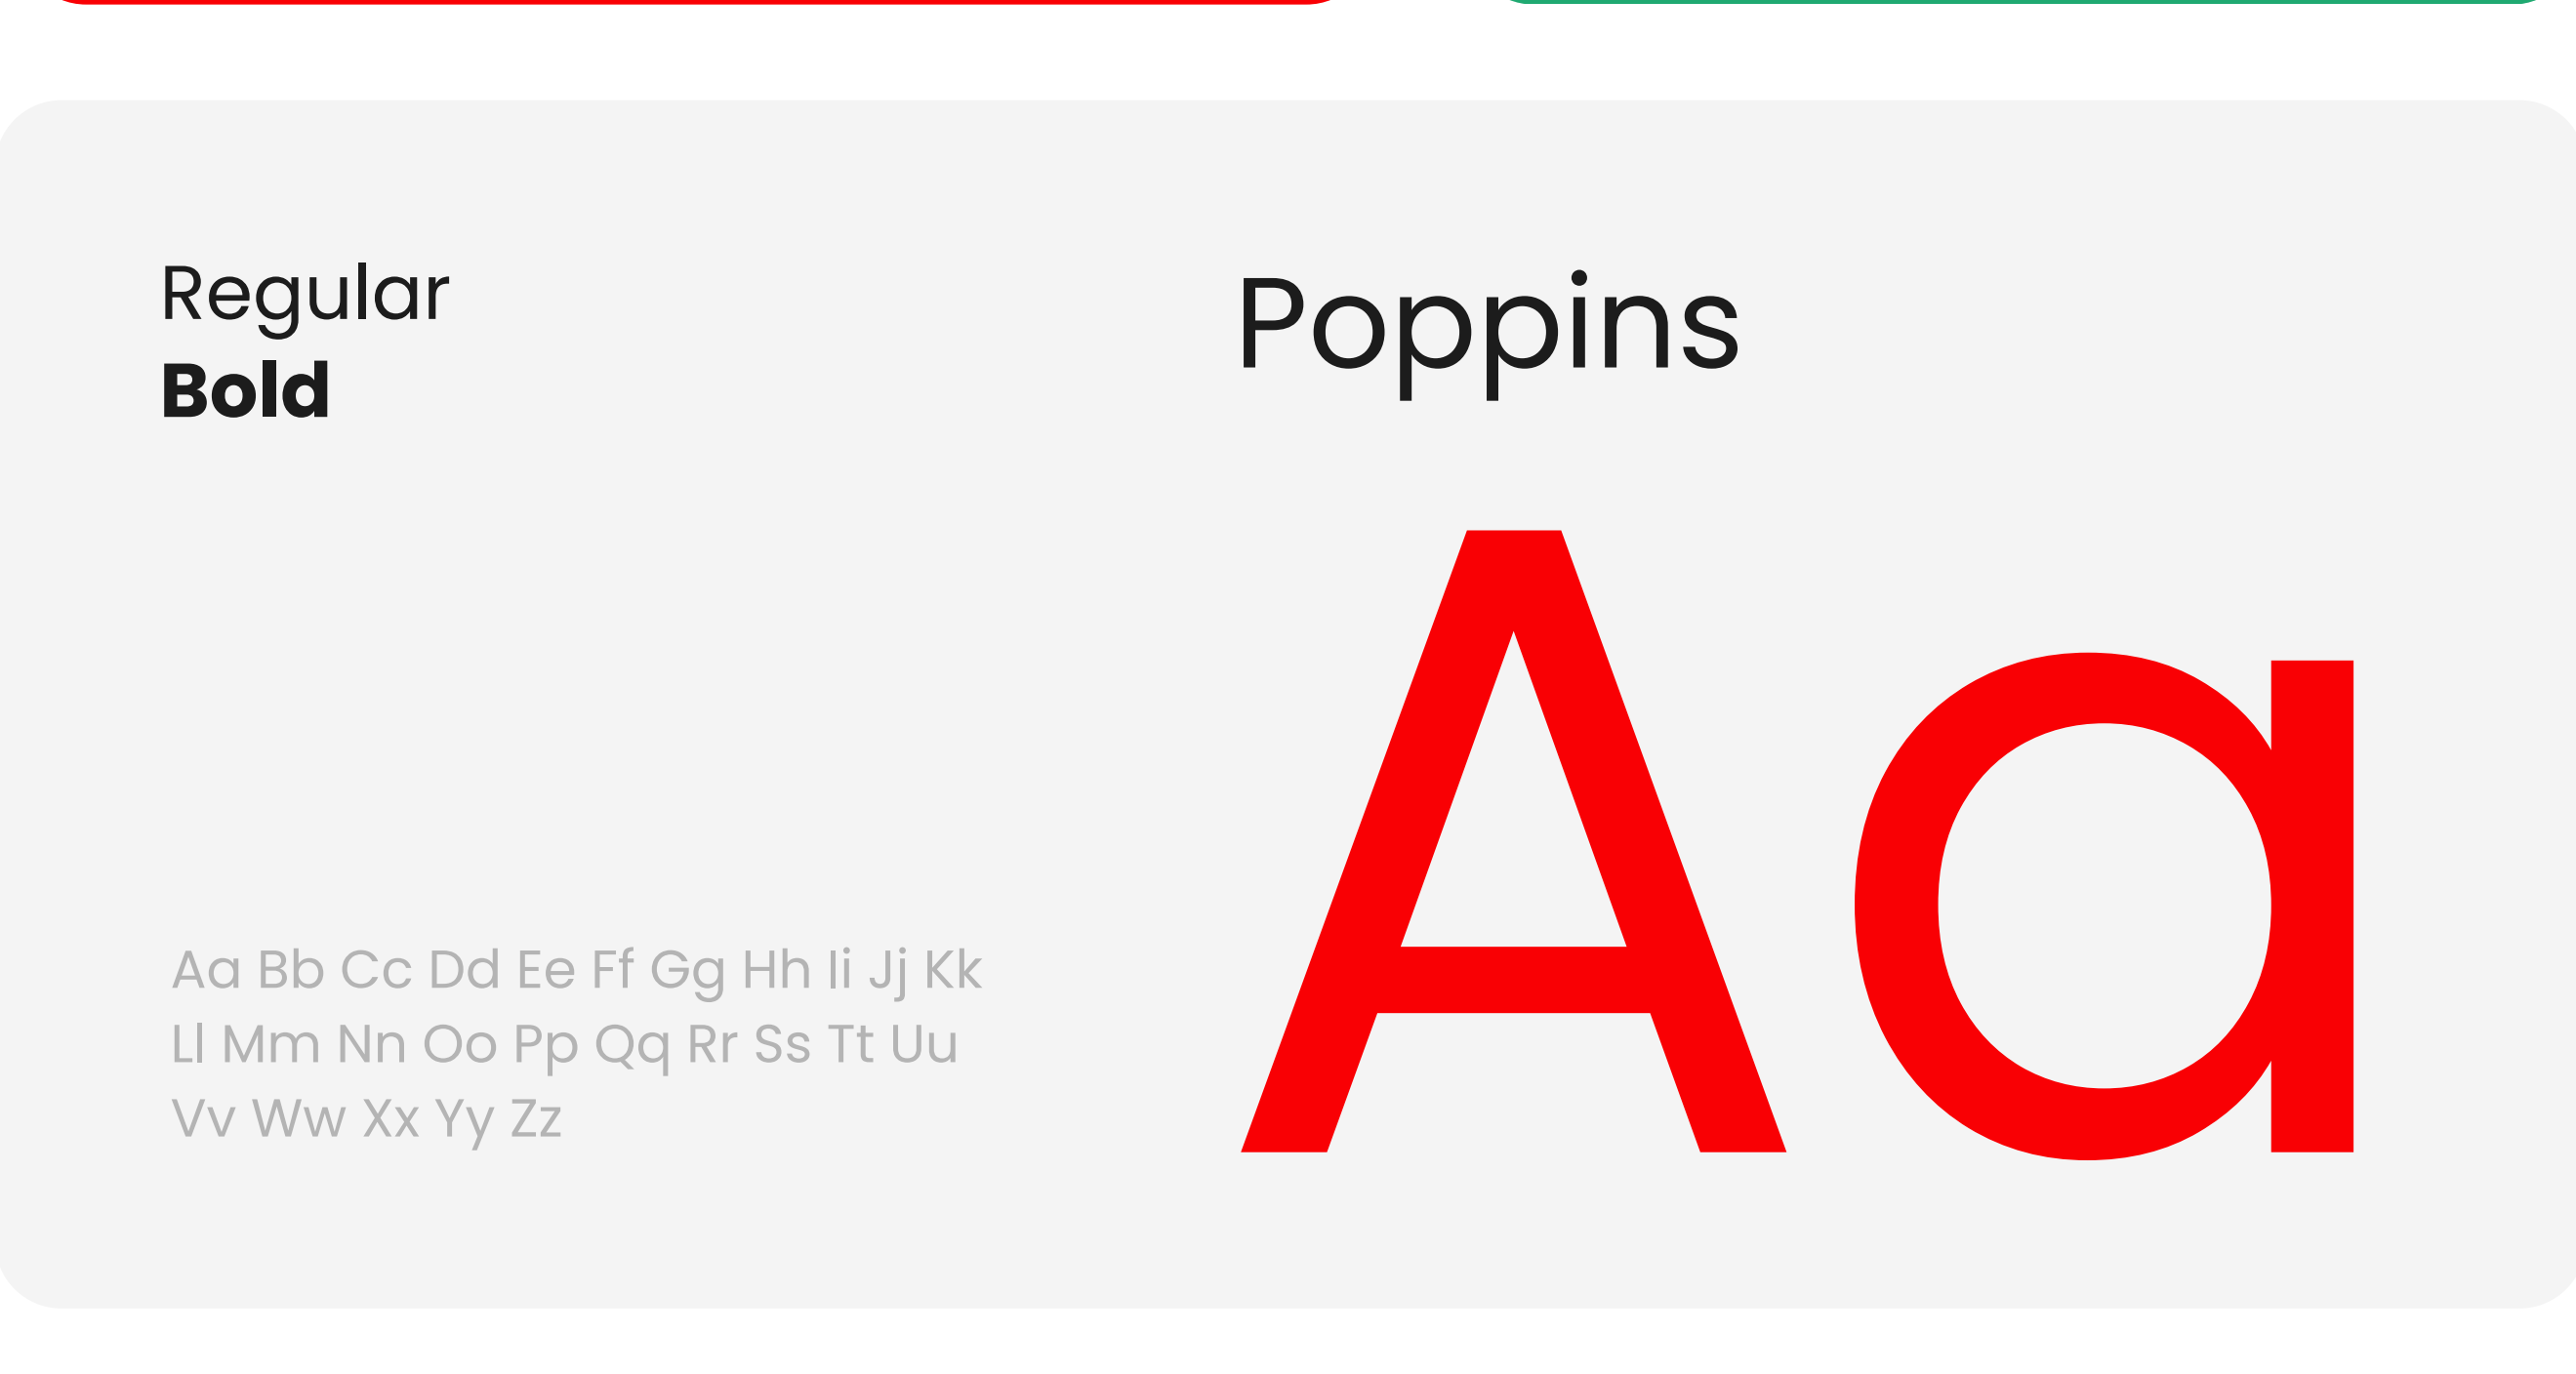 Regular
Bold
Poppins
Aa
Aa Bb Cc Dd Ee Ff Gg Hh Ii Jj Kk
Ll Mm Nn Oo Pp Qq Rr Ss Tt Uu
Vv Ww Xx Yy Zz